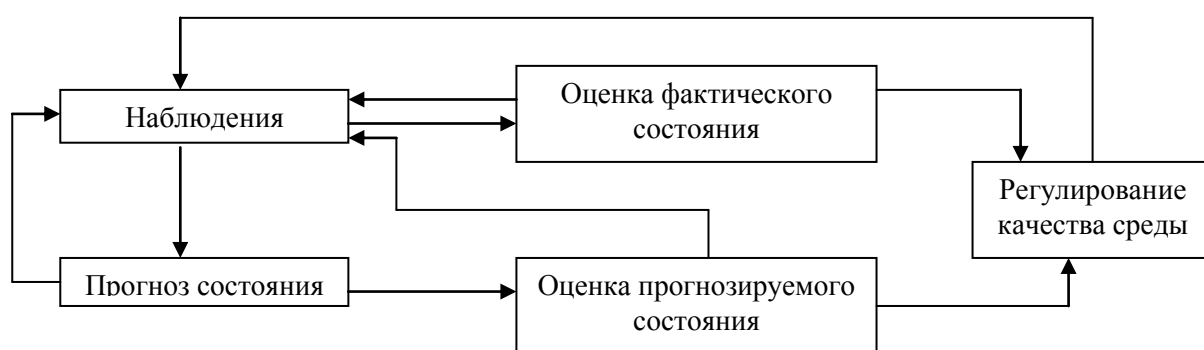 Наблюдения
Оценка фактического
состояния
Регулирование
качества среды
Прогноз состояния
Оценка прогнозируемого
состояния